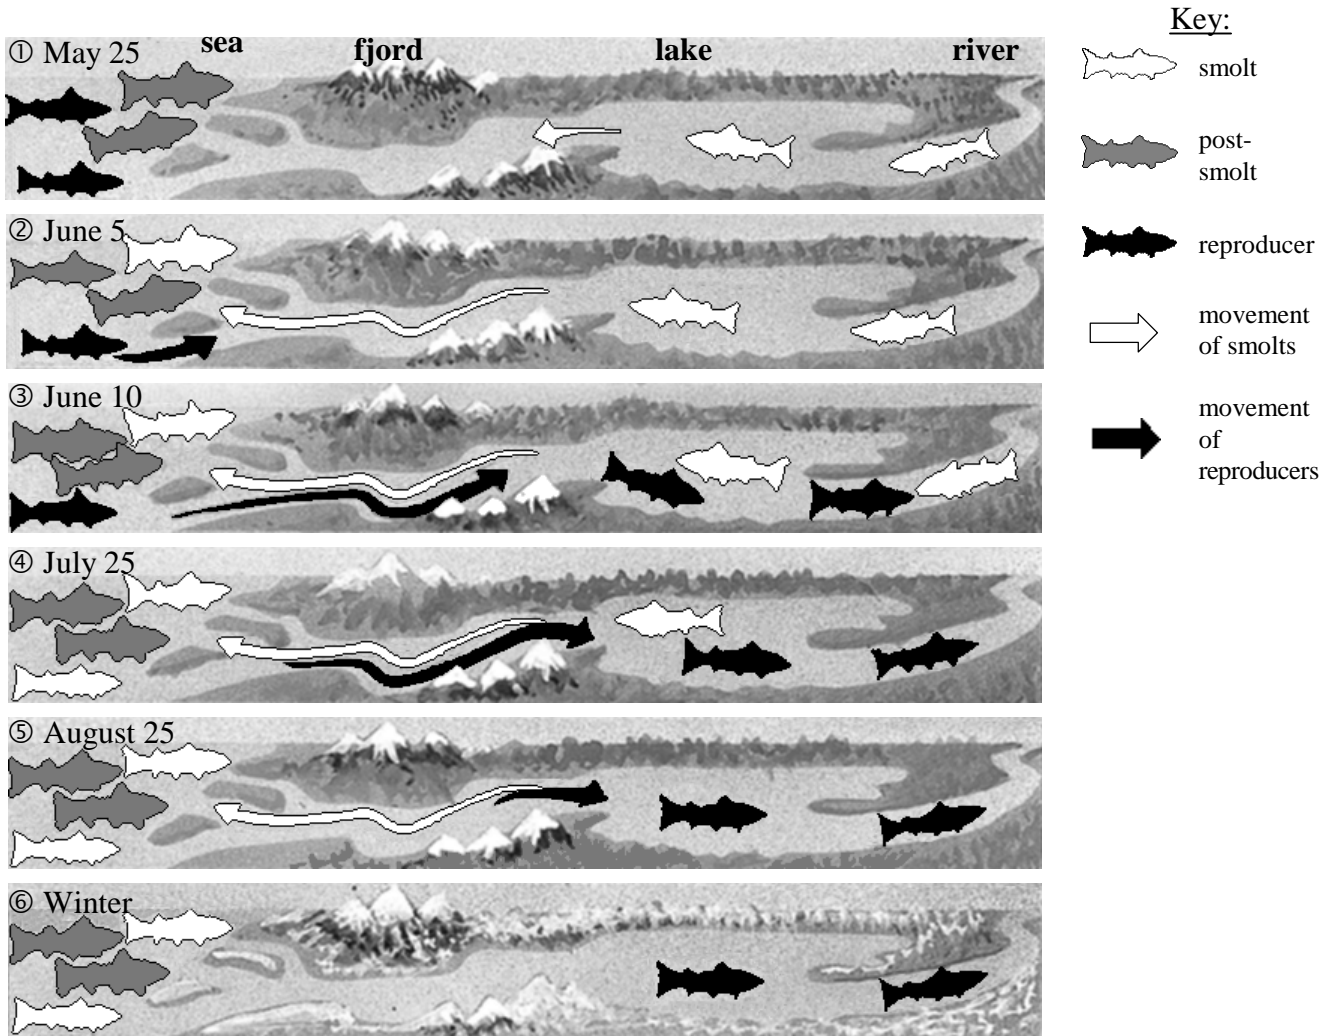 ① May 25
sea
fjord
lake
river
② June 5
③ June 10
④ July 25
⑤ August 25
⑥ Winter
Key:
smolt
post-
smolt
reproducer
movement
of smolts
movement
of
reproducers